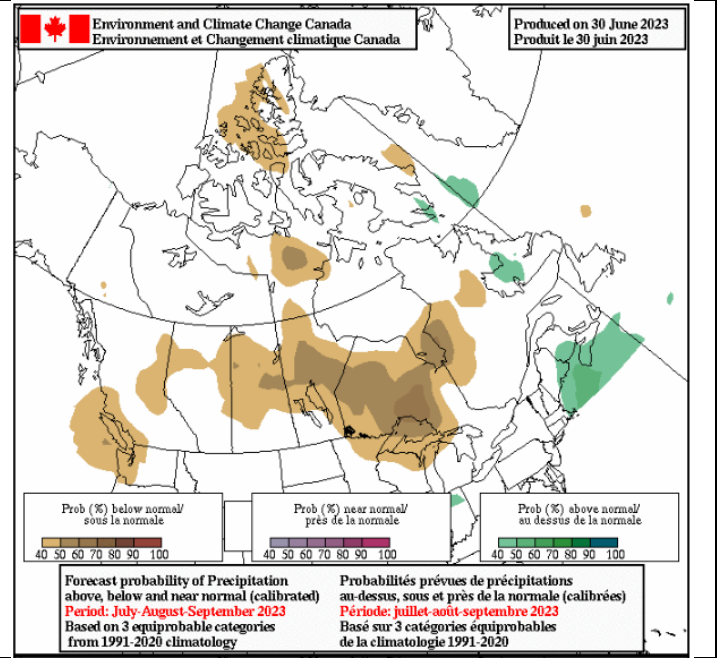 Environment and Climate Change Canada
Environnement et Changement climatique Canada
Produced on 30 June 2023
Produit le 30 juin 2023
Prob (%) below normal/
sous la normale
40 50 60 70 80 90 100
Prob (%) near normal/
près de la normale
40 50 60 70 80 90 100
Prob (%) above normal/
au dessus de la normale
40 50 60 70 80 90 100
Forecast probability of Precipitation
above, below and near normal (calibrated)
Period: July-August-September 2023
Based on 3 equiprobable categories
from 1991-2020 climatology
Probabilités prévues de précipitations
au-dessus, sous et près de la normale (calibrées)
Période: juillet-août-septembre 2023
Basé sur 3 catégories équiprobables
de la climatologie 1991-2020